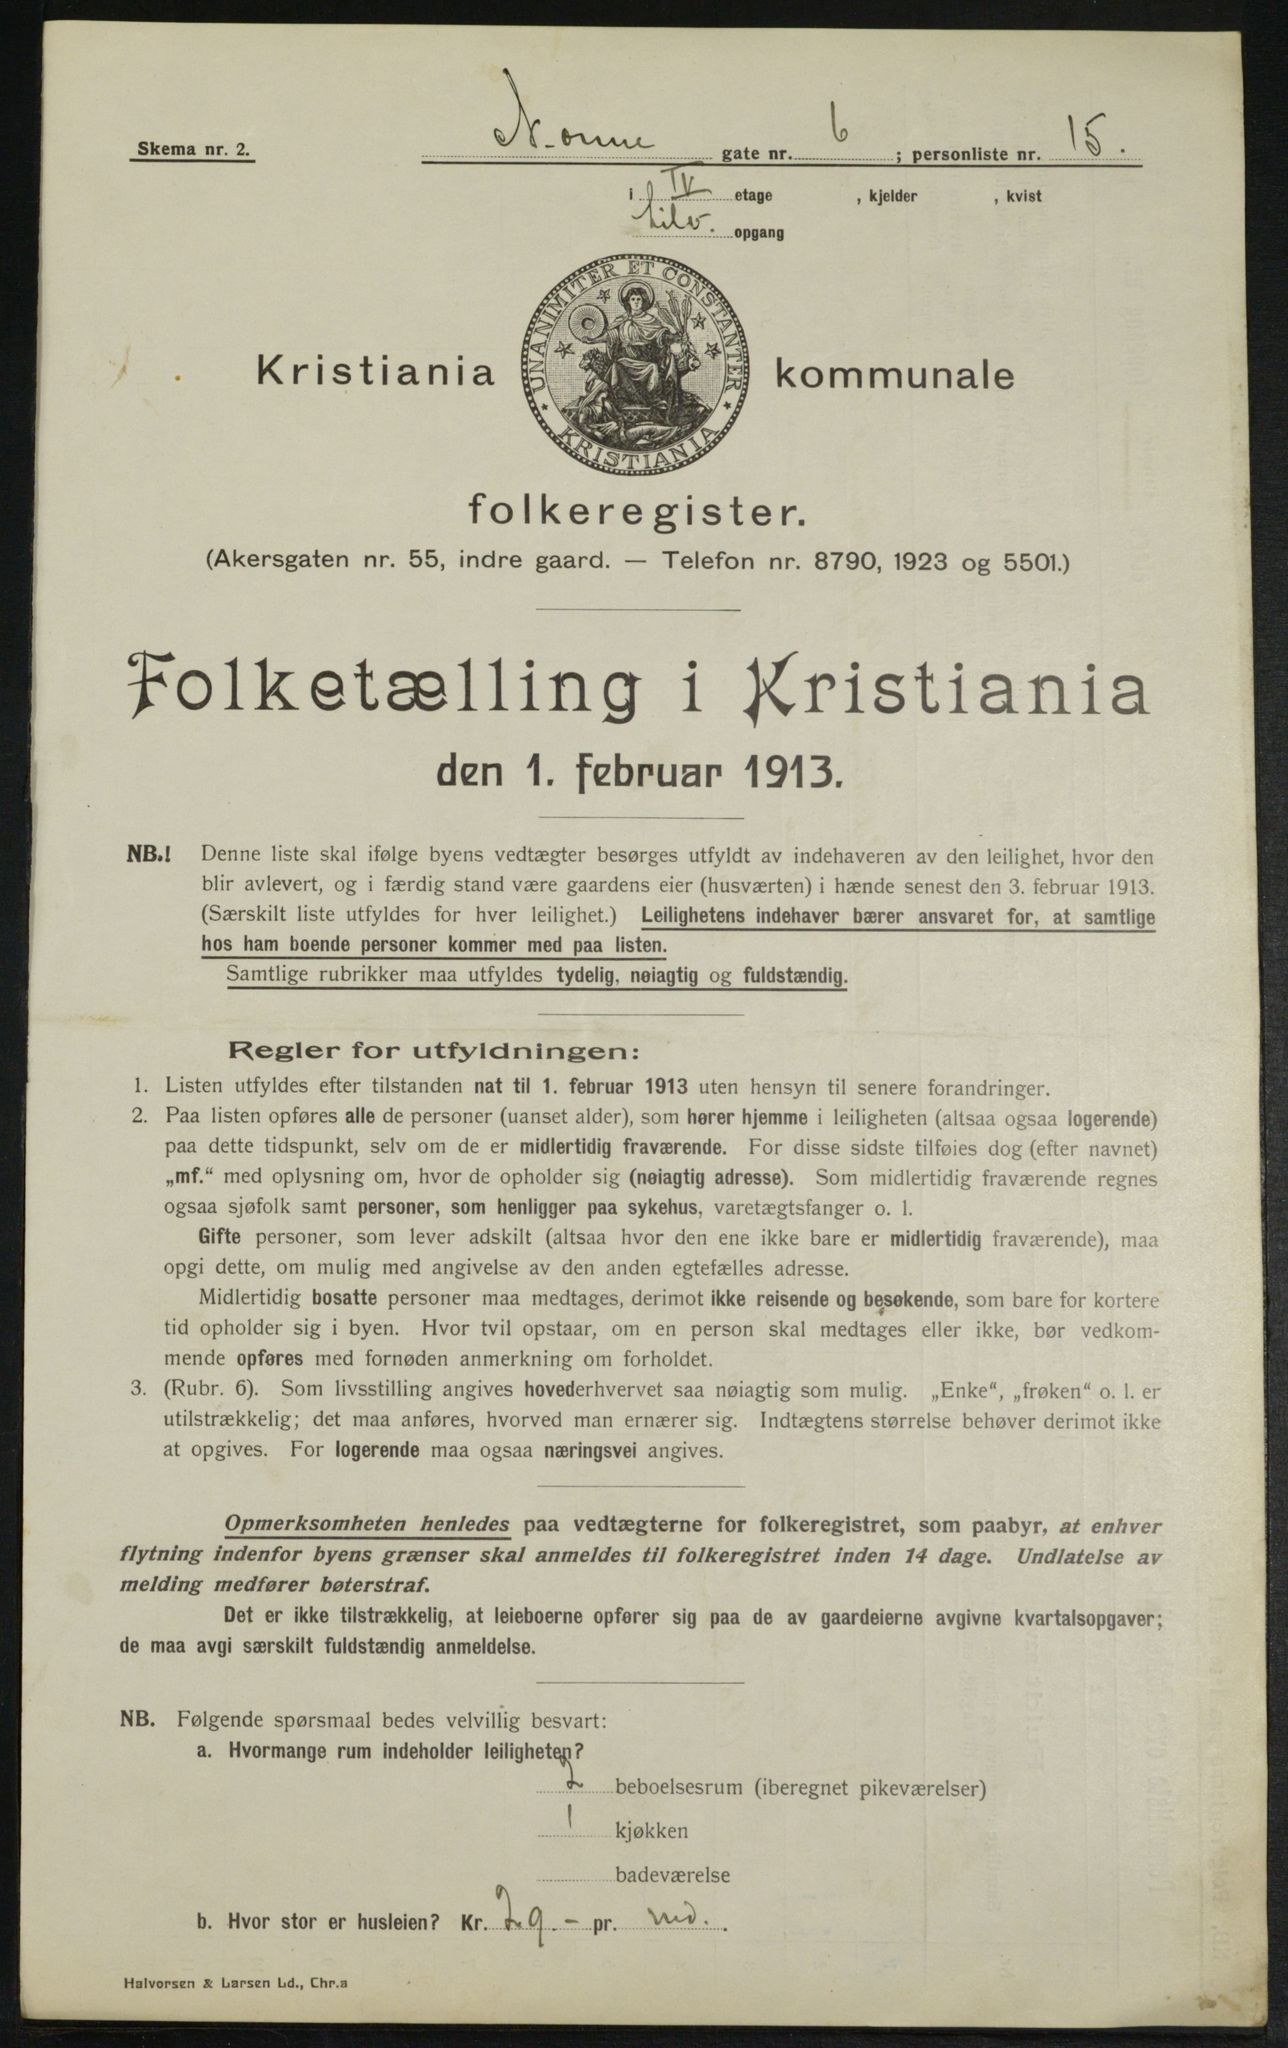 Skema nr. 2.
Nonne gate nr. 6 ; personliste nr. 15.
i IV etage , kjelder , kvist
tilv. opgang
UNANIMITER ET CONSTANTER
KRISTIANIA
Kristiania kommunale
folkeregister.
(Akersgaten nr. 55, indre gaard. — Telefon nr. 8790, 1923 og 5501.)
Folketælling i Kristiania
den 1. februar 1913.
NB.! Denne liste skal ifølge byens vedtægter besørges utfyldt av indehaveren av den leilighet, hvor den
blir avlevert, og i færdig stand være gaardens eier (husværten) i hænde senest den 3. februar 1913.
(Særskilt liste utfyldes for hver leilighet.) Leilighetens indehaver bærer ansvaret for, at samtlige
hos ham boende personer kommer med paa listen.
Samtlige rubrikker maa utfyldes tydelig, nøiagtig og fuldstændig.
Regler for utfyldningen:
1. Listen utfyldes efter tilstanden nat til 1. februar 1913 uten hensyn til senere forandringer.
2. Paa listen opføres alle de personer (uanset alder), som hører hjemme i leiligheten (altsaa ogsaa logerende)
paa dette tidspunkt, selv om de er midlertidig fraværende. For disse sidste tilføies dog (efter navnet)
„mf.“ med oplysning om, hvor de opholder sig (nøiagtig adresse). Som midlertidig fraværende regnes
ogsaa sjøfolk samt personer, som henligger paa sykehus, varetægtsfanger o. l.
Gifte personer, som lever adskilt (altsaa hvor den ene ikke bare er midlertidig fraværende), maa
opgi dette, om mulig med angivelse av den anden egtefælles adresse.
Midlertidig bosatte personer maa medtages, derimot ikke reisende og besøkende, som bare for kortere
tid opholder sig i byen. Hvor tvil opstaar, om en person skal medtages eller ikke, bør vedkom-
mende opføres med fornøden anmerkning om forholdet.
3. (Rubr. 6). Som livsstilling angives hovederhvervet saa nøiagtig som mulig. „Enke“, „frøken“ o. l. er
utilstrækkelig; det maa anføres, hvorved man ernærer sig. Indtægtens størrelse behøver derimot ikke
at opgives. For logerende maa ogsaa næringsvei angives.
Opmerksomheten henledes paa vedtægterne for folkeregistret, som paabyr, at enhver
flytning indenfor byens grænser skal anmeldes til folkeregistret inden 14 dage. Undlatelse av
melding medfører bøterstraf.
Det er ikke tilstrækkelig, at leieboerne opfører sig paa de av gaardeierne avgivne kvartalsopgaver;
de maa avgi særskilt fuldstændig anmeldelse.
NB. Følgende spørsmaal bedes velvillig besvart:
a. Hvormange rum indeholder leiligheten?
2 beboelsesrum (iberegnet pikeværelser)
1 kjøkken
badeværelse
b. Hvor stor er husleien? Kr. 29.- pr. md.
Halvorsen & Larsen Ld., Chr.a